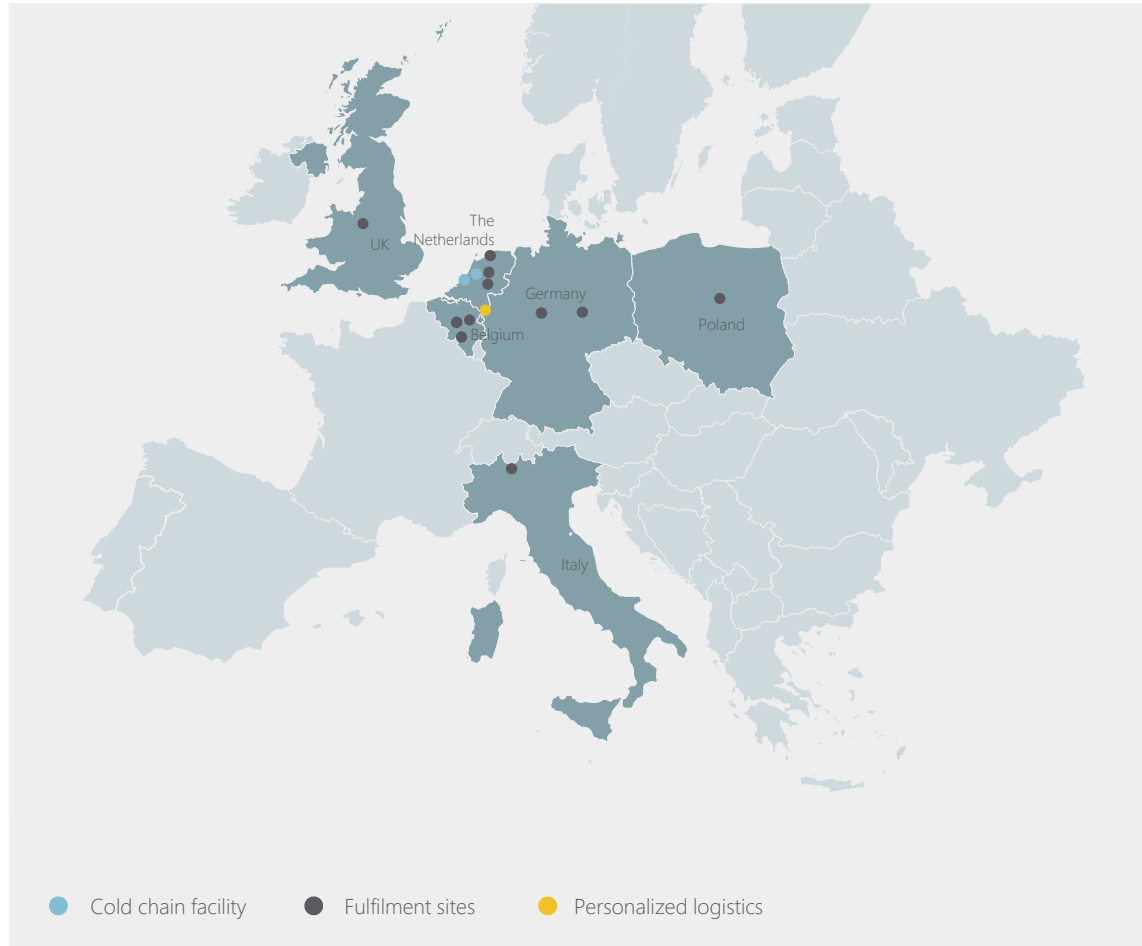 The
Netherlands
UK
Germany
Poland
Belgium
Italy
Cold chain facility
Fulfilment sites
Personalized logistics